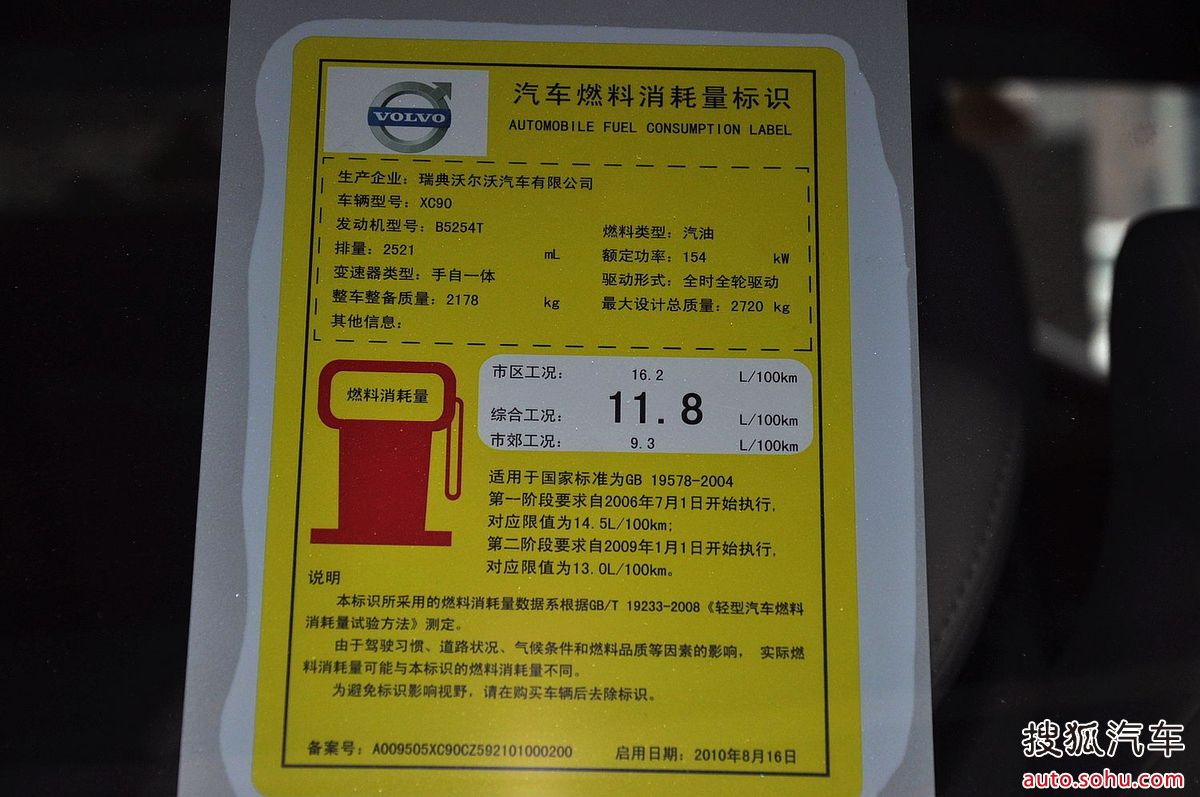 VOLVO
汽车燃料消耗量标识
AUTOMOBILE FUEL CONSUMPTION LABEL
生产企业：瑞典沃尔沃汽车有限公司
车辆型号：XC90
发动机型号：B5254T 燃料类型：汽油
排量：2521 mL 额定功率：154 kW
变速器类型：手自一体 驱动形式：全时全轮驱动
整车整备质量：2178 kg 最大设计总质量：2720 kg
其他信息：
燃料消耗量
市区工况： 16.2 L/100km
综合工况： 11.8 L/100km
市郊工况： 9.3 L/100km
适用于国家标准为GB 19578-2004
第一阶段要求自2006年7月1日开始执行，
对应限值为14.5L/100km;
第二阶段要求自2009年1月1日开始执行，
对应限值为13.0L/100km。
说明
本标识所采用的燃料消耗量数据系根据GB/T 19233-2008《轻型汽车燃料
消耗量试验方法》测定。
由于驾驶习惯、道路状况、气候条件和燃料品质等因素的影响， 实际燃
料消耗量可能与本标识的燃料消耗量不同。
为避免标识影响视野，请在购买车辆后去除标识。
备案号：A009505XC90CZ592101000200 启用日期：2010年8月16日
搜狐汽车
auto.sohu.com